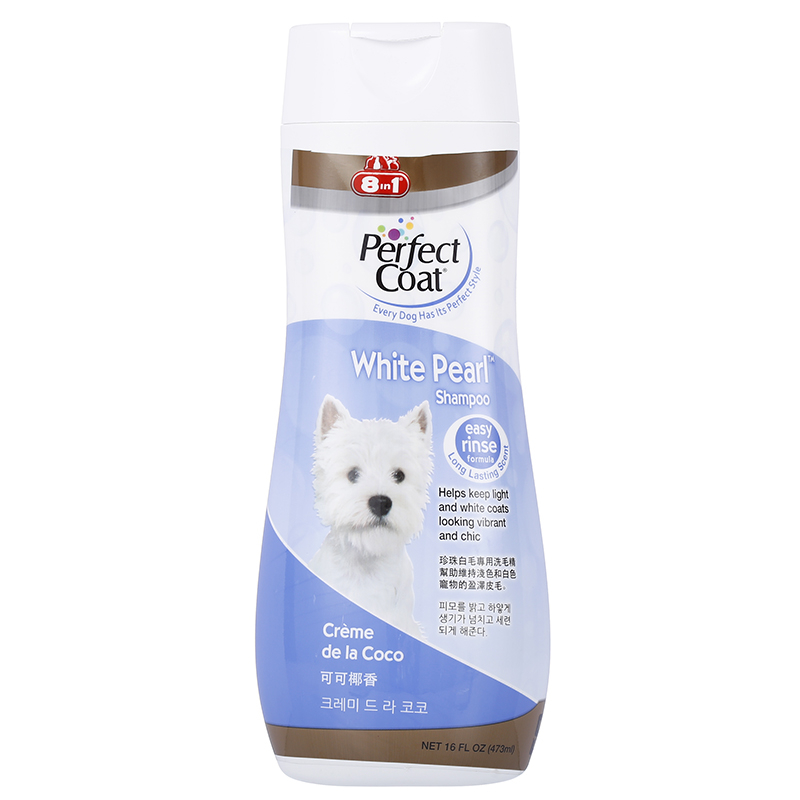 8in1®
Perfect
Coat®
Every Dog Has Its Perfect Style
White Pearl™
Shampoo
easy
rinse
formula
Long Lasting Scent
Helps keep light
and white coats
looking vibrant
and chic
珍珠白毛專用洗毛精
幫助維持淺色和白色
寵物的盈澤皮毛。
피모를 밝고 하얗게
생기가 넘치고 세련
되게 해준다.
Crème
de la Coco
可可椰香
크레미 드 라 코코
NET 16 FL OZ (473ml)